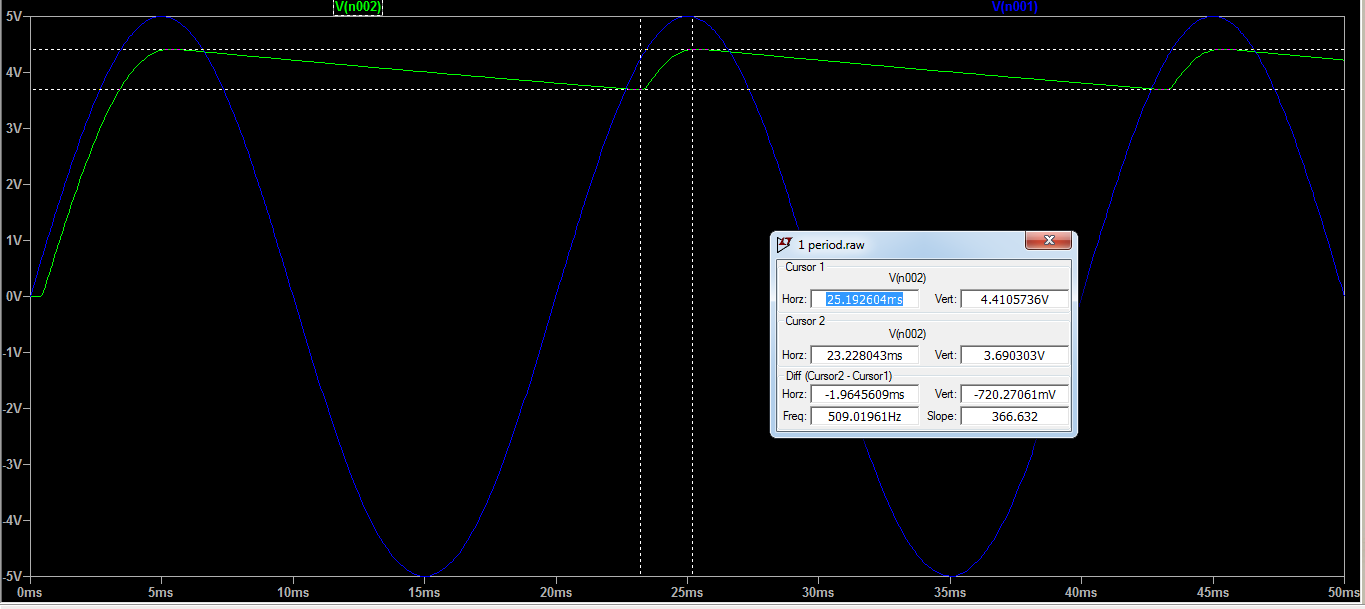 V(n002) V(n001)
5V
4V
3V
2V
1V
0V
-1V
-2V
-3V
-4V
-5V
1 period.raw
Cursor 1
V(n002)
Horz: 25.192604ms Vert: 4.4105736V
Cursor 2
V(n002)
Horz: 23.228043ms Vert: 3.690303V
Diff (Cursor2 - Cursor1)
Horz: -1.9645609ms Vert: -720.27061mV
Freq: 509.01961Hz Slope: 366.632
0ms 5ms 10ms 15ms 20ms 25ms 30ms 35ms 40ms 45ms 50ms